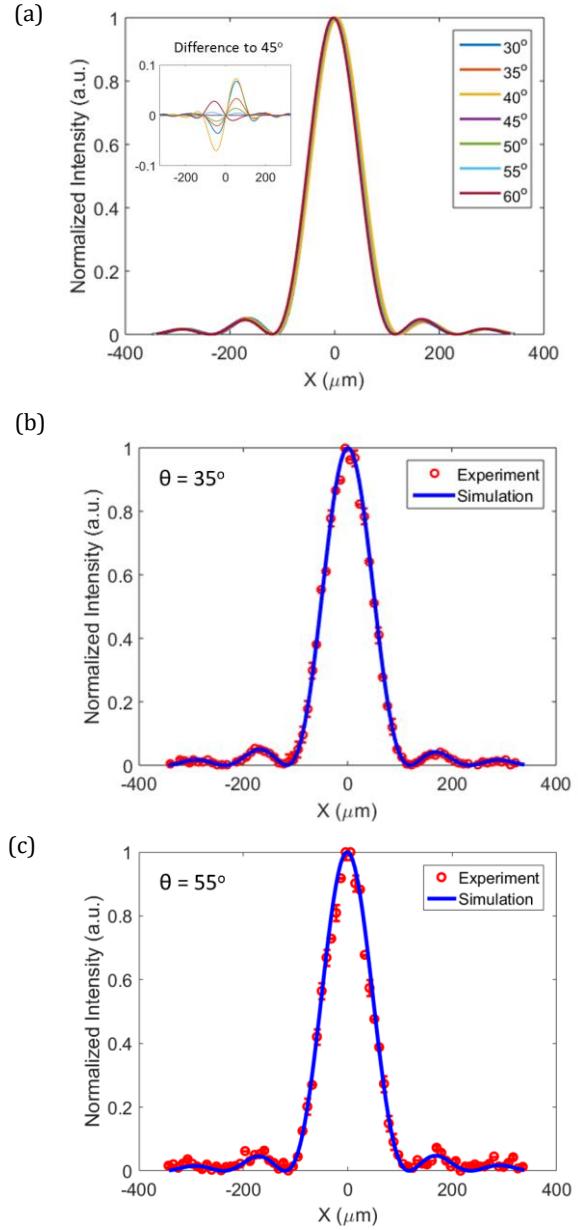 (a)
Difference to 45°
0.1
0
-0.1
-200
0
200
30°
35°
40°
45°
50°
55°
60°
Normalized Intensity (a.u.)
1
0.8
0.6
0.4
0.2
0
-400
-200
0
200
400
X (μm)
(b)
θ = 35°
Experiment
Simulation
Normalized Intensity (a.u.)
1
0.8
0.6
0.4
0.2
0
-400
-200
0
200
400
X (μm)
(c)
θ = 55°
Experiment
Simulation
Normalized Intensity (a.u.)
1
0.8
0.6
0.4
0.2
0
-400
-200
0
200
400
X (μm)